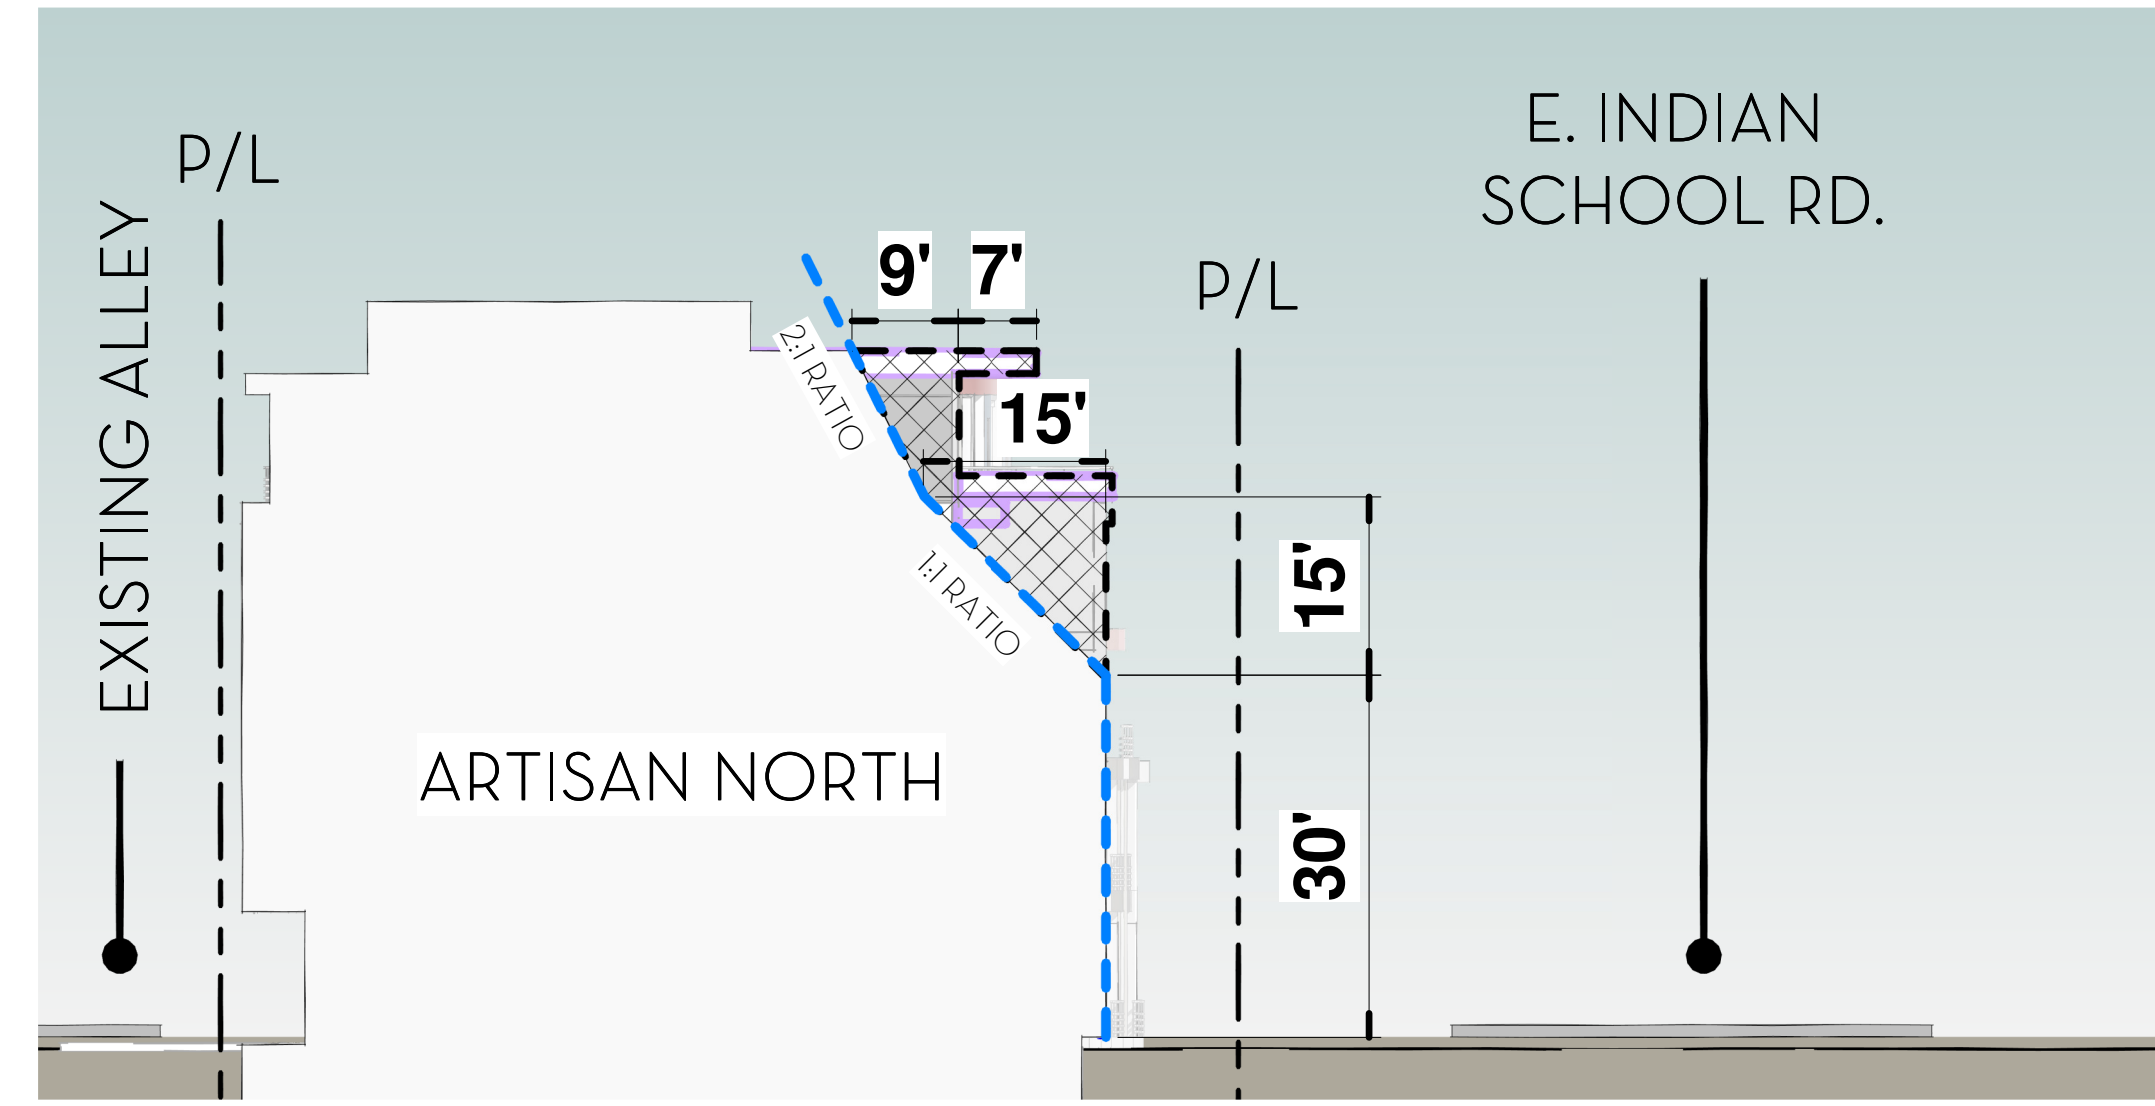 E. INDIAN
SCHOOL RD.
P/L
EXISTING ALLEY
9'
7'
P/L
2:1 RATIO
15'
1:1 RATIO
15'
ARTISAN NORTH
30'